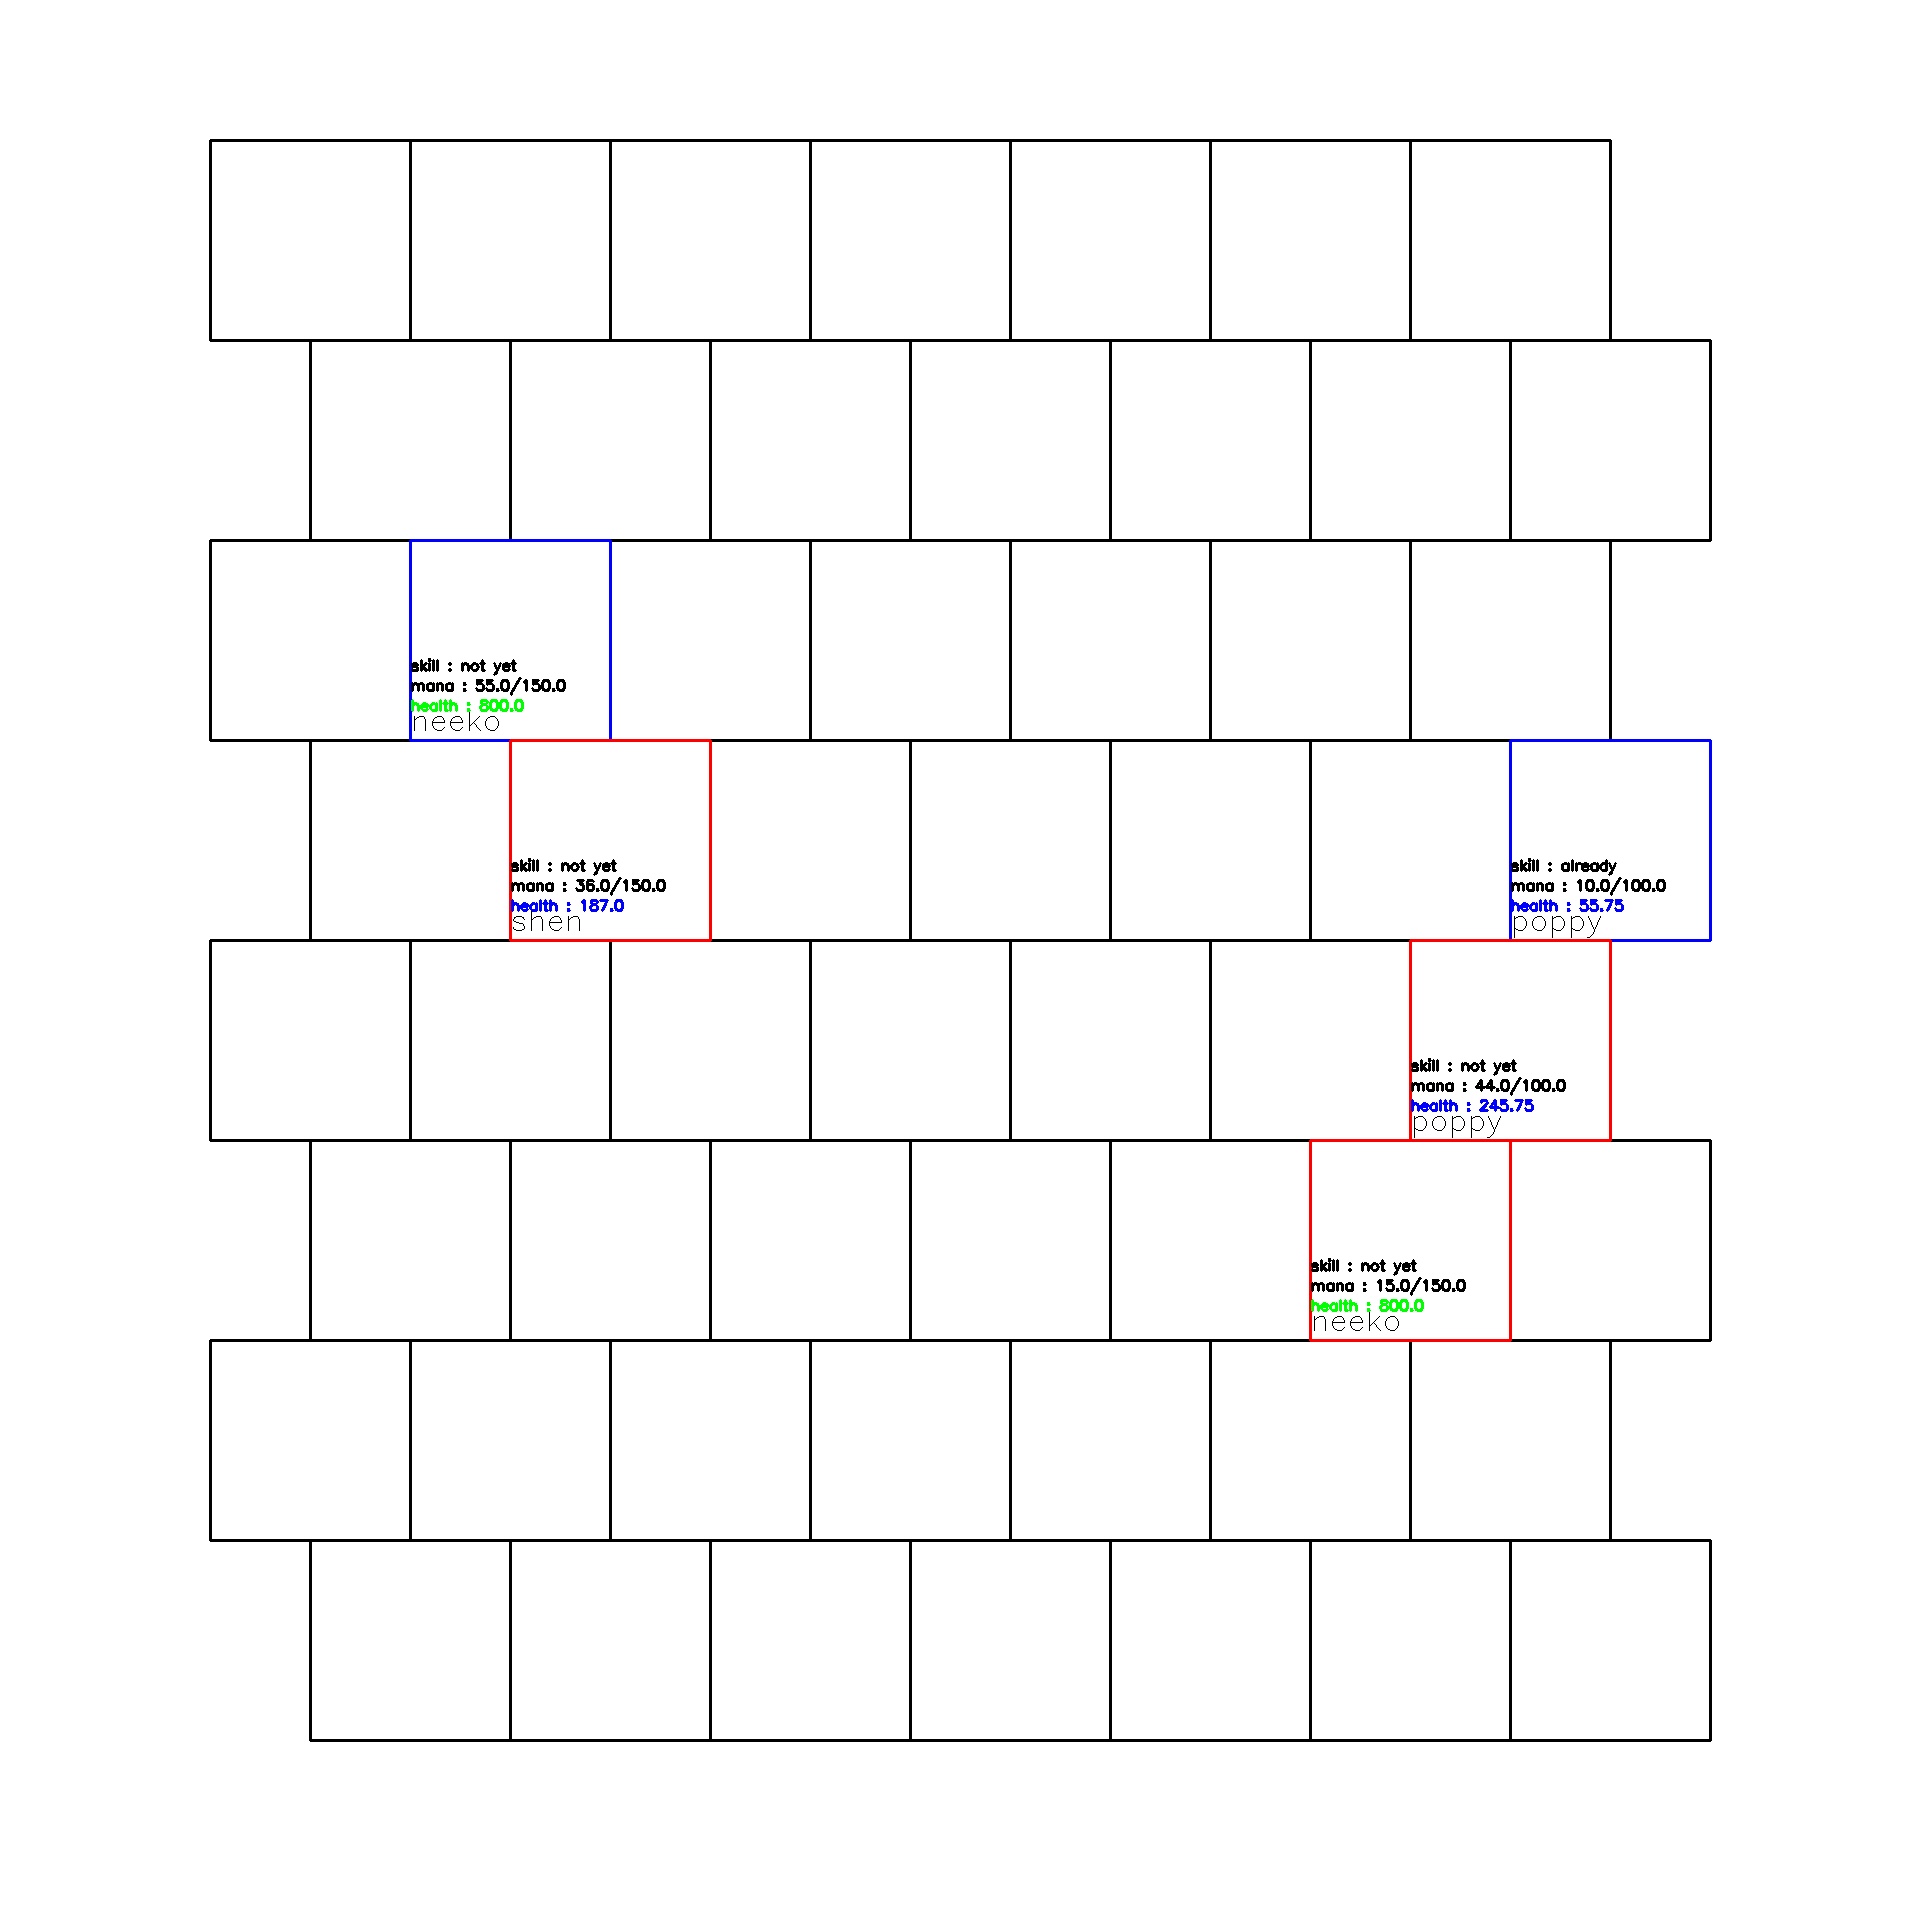 skill : not yet
mana : 55.0/150.0
health : 800.0
neeko
skill : not yet
mana : 36.0/150.0
health : 187.0
shen
skill : already
mana : 10.0/100.0
health : 55.75
poppy
skill : not yet
mana : 44.0/100.0
health : 245.75
poppy
skill : not yet
mana : 15.0/150.0
health : 800.0
neeko